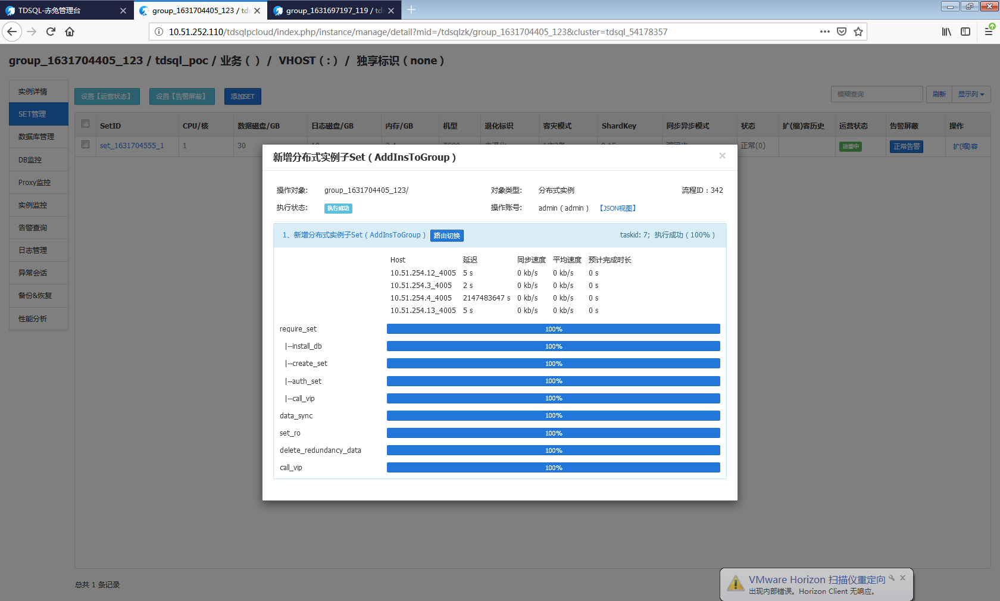 TDSQL-赤兔管理台
group_1631704405_123 / tds
group_1631697197_119 / tds
10.51.252.110/tdsqlpcloud/index.php/instance/manage/detail?mid=/tdsqlzk/group_1631704405_123&cluster=tdsql_54178357
group_1631704405_123 / tdsql_poc / 业务 ( ) / VHOST ( : ) / 独享标识 ( none )
实例详情
SET管理
数据库管理
DB监控
Proxy监控
实例监控
告警查询
日志管理
异常会话
备份&恢复
性能分析
设置【运营状态】 设置【告警屏蔽】 添加SET
模糊查询 刷新 显示列
SetID CPU/核 数据磁盘/GB 日志磁盘/GB 内存/GB 机型 退化标识 容灾模式 ShardKey 同步异步模式 状态 扩(缩)容历史 运营状态 告警屏蔽 操作
set_1631704555_1 1 30 正常(0) 运营中 正常告警 扩(缩)容
新增分布式实例子Set ( AddInsToGroup )
操作对象: group_1631704405_123/ 对象类型: 分布式实例 流程ID : 342
执行状态: 执行成功 操作账号: admin ( admin ) 【JSON视图】
1、新增分布式实例子Set ( AddInsToGroup ) 路由切换 taskid: 7; 执行成功 ( 100% )
Host 延迟 同步速度 平均速度 预计完成时长
10.51.254.12_4005 5 s 0 kb/s 0 kb/s 0 s
10.51.254.3_4005 2 s 0 kb/s 0 kb/s 0 s
10.51.254.4_4005 2147483647 s 0 kb/s 0 kb/s 0 s
10.51.254.13_4005 5 s 0 kb/s 0 kb/s 0 s
require_set 100%
|--install_db 100%
|--create_set 100%
|--auth_set 100%
|--call_vip 100%
data_sync 100%
set_ro 100%
delete_redundancy_data 100%
call_vip 100%
总共 1 条记录
VMware Horizon 扫描仪重定向
出现内部错误。Horizon Client 无响应。